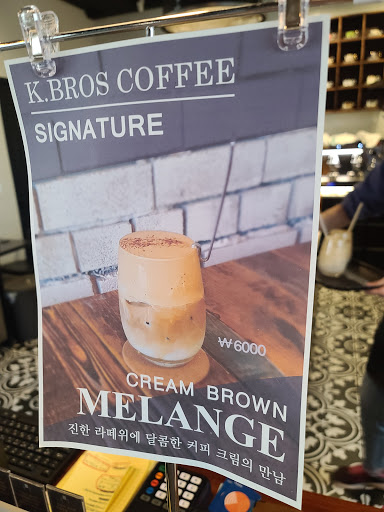 K.BROS COFFEE
SIGNATURE
₩6000
CREAM BROWN
MELANGE
진한 라떼위에 달콤한 커피 크림의 만남